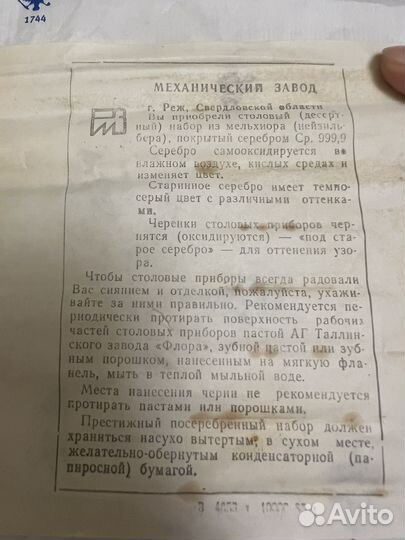 1744
МЕХАНИЧЕСКИЙ ЗАВОД
г. Реж, Свердловской области
Вы приобрели столовый (десерт-
ный) набор из мельхиора (нейзиль-
бера), покрытый серебром Ср. 999,9
Серебро самооксидируется в
влажном воздухе, кислых средах и
изменяет цвет.
Старинное серебро имеет темно-
серый цвет с различными оттенка-
ми.
Черенки столовых приборов чер-
нятся (оксидируются) — «под ста-
рое серебро» — для оттенения узо-
ра.
Чтобы столовые приборы всегда радовали
Вас сиянием и отделкой, пожалуйста, ухажи-
вайте за ними правильно. Рекомендуется пе-
риодически протирать поверхность рабочих
частей столовых приборов пастой АГ Таллин-
ского завода «Флора», зубной пастой или зуб-
ным порошком, нанесенным на мягкую фла-
нель, мыть в теплой мыльной воде.
Места нанесения черни не рекомендуется
протирать пастами или порошками.
Престижный посеребренный набор должен
храниться насухо вытертым, в сухом месте,
желательно-обернутым конденсаторной (па-
пиросной) бумагой.
Avito